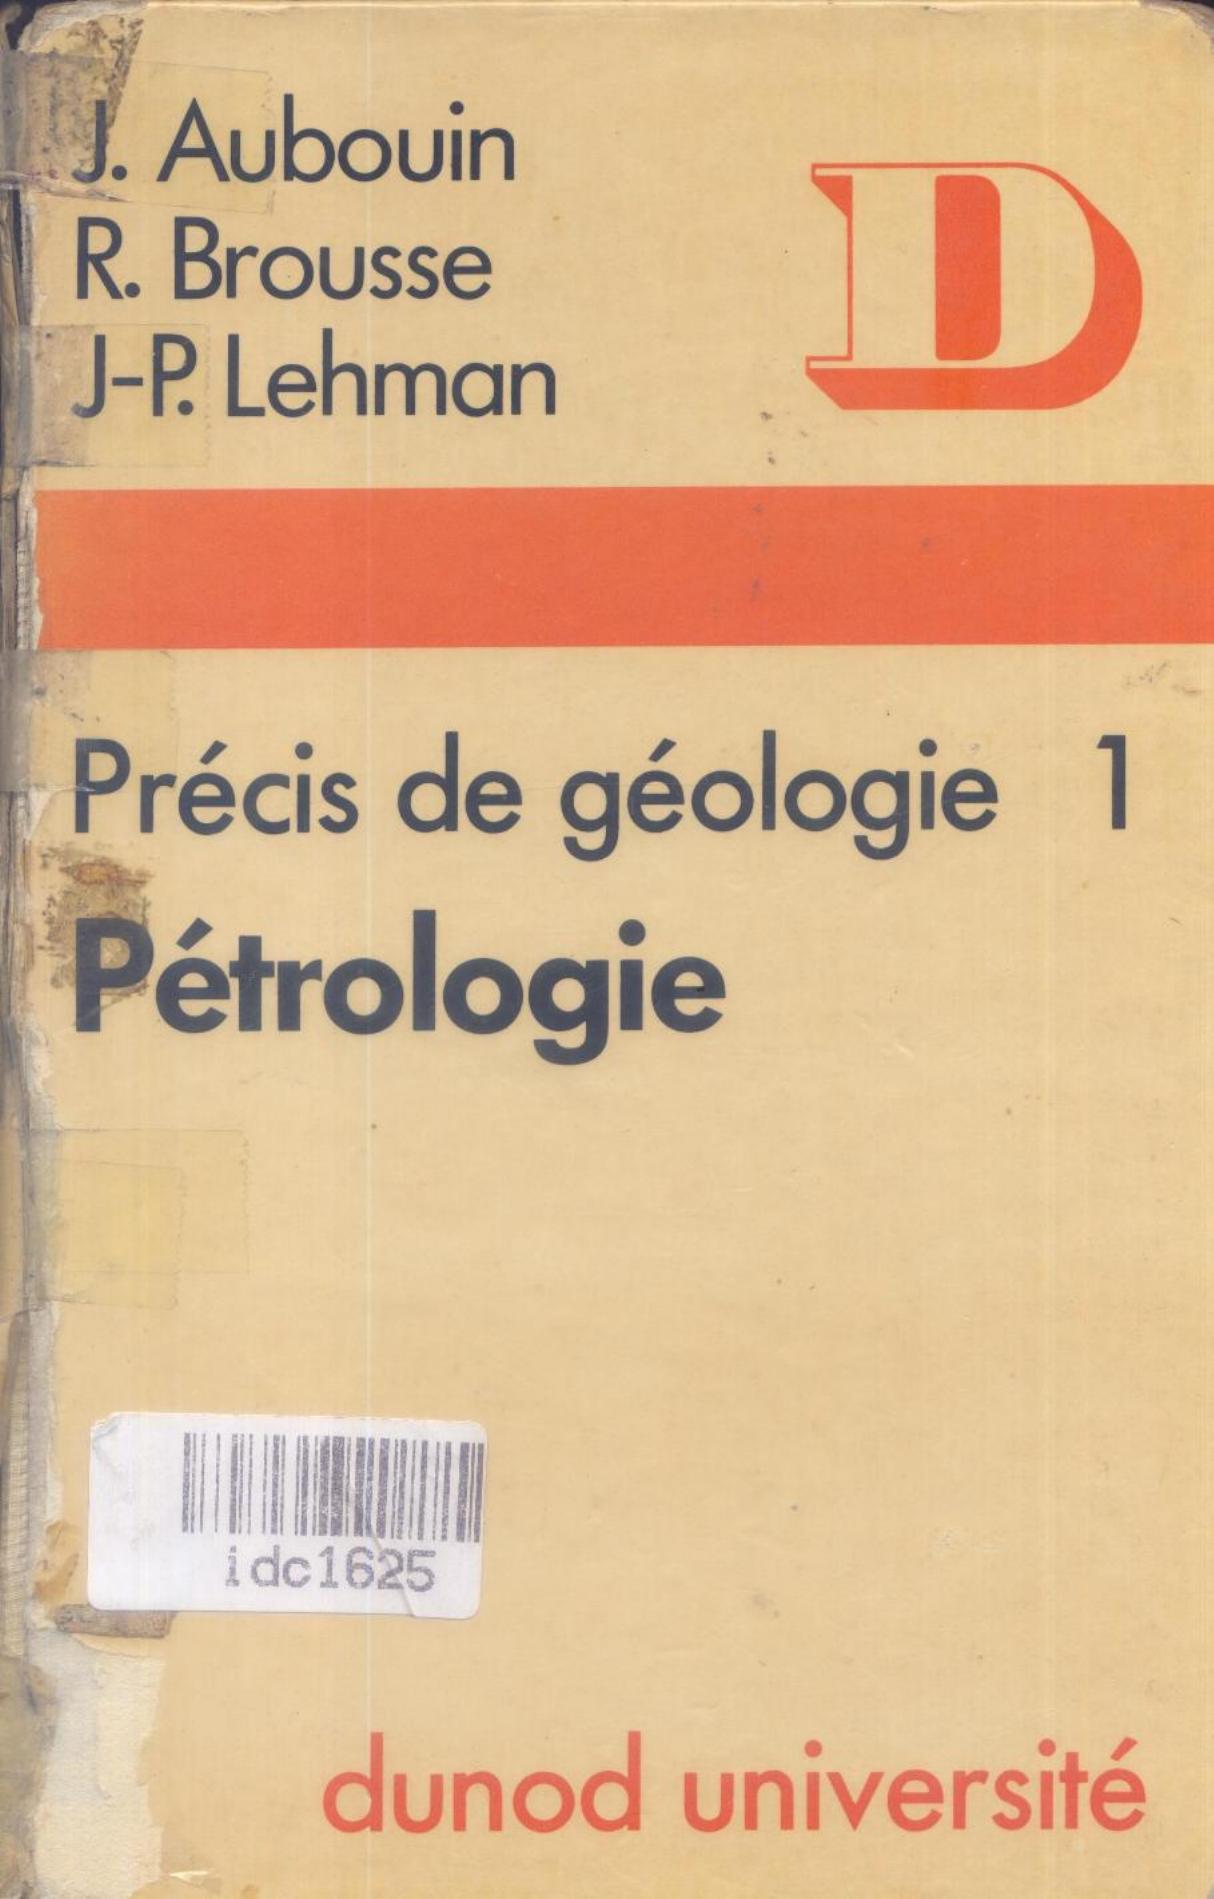 J. Aubouin
R. Brousse
J-P. Lehman
D
Précis de géologie 1
Pétrologie
idc1625
dunod université